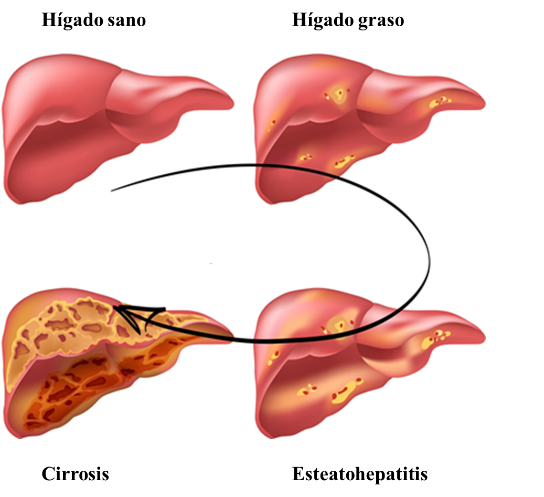 Hígado sano
Hígado graso
Cirrosis
Esteatohepatitis